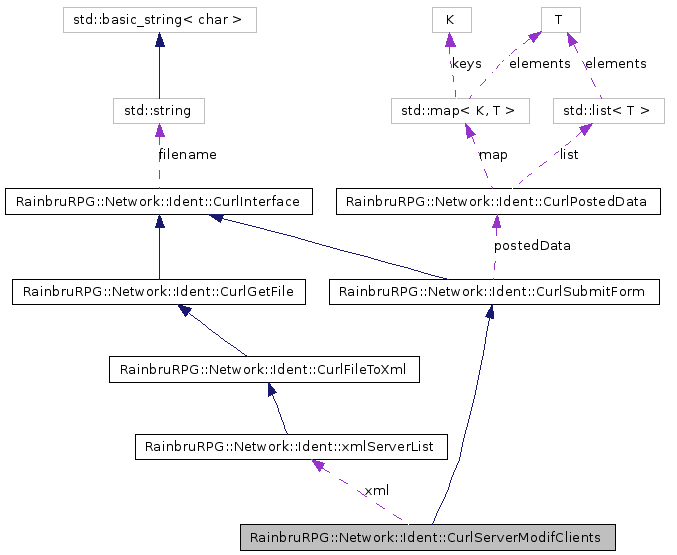 std::basic_string< char >
K
T
keys
elements
elements
std::string
std::map< K, T >
std::list< T >
filename
map
list
RainbruRPG::Network::Ident::CurlInterface
RainbruRPG::Network::Ident::CurlPostedData
postedData
RainbruRPG::Network::Ident::CurlGetFile
RainbruRPG::Network::Ident::CurlSubmitForm
RainbruRPG::Network::Ident::CurlFileToXml
RainbruRPG::Network::Ident::xmlServerList
xml
RainbruRPG::Network::Ident::CurlServerModifClients